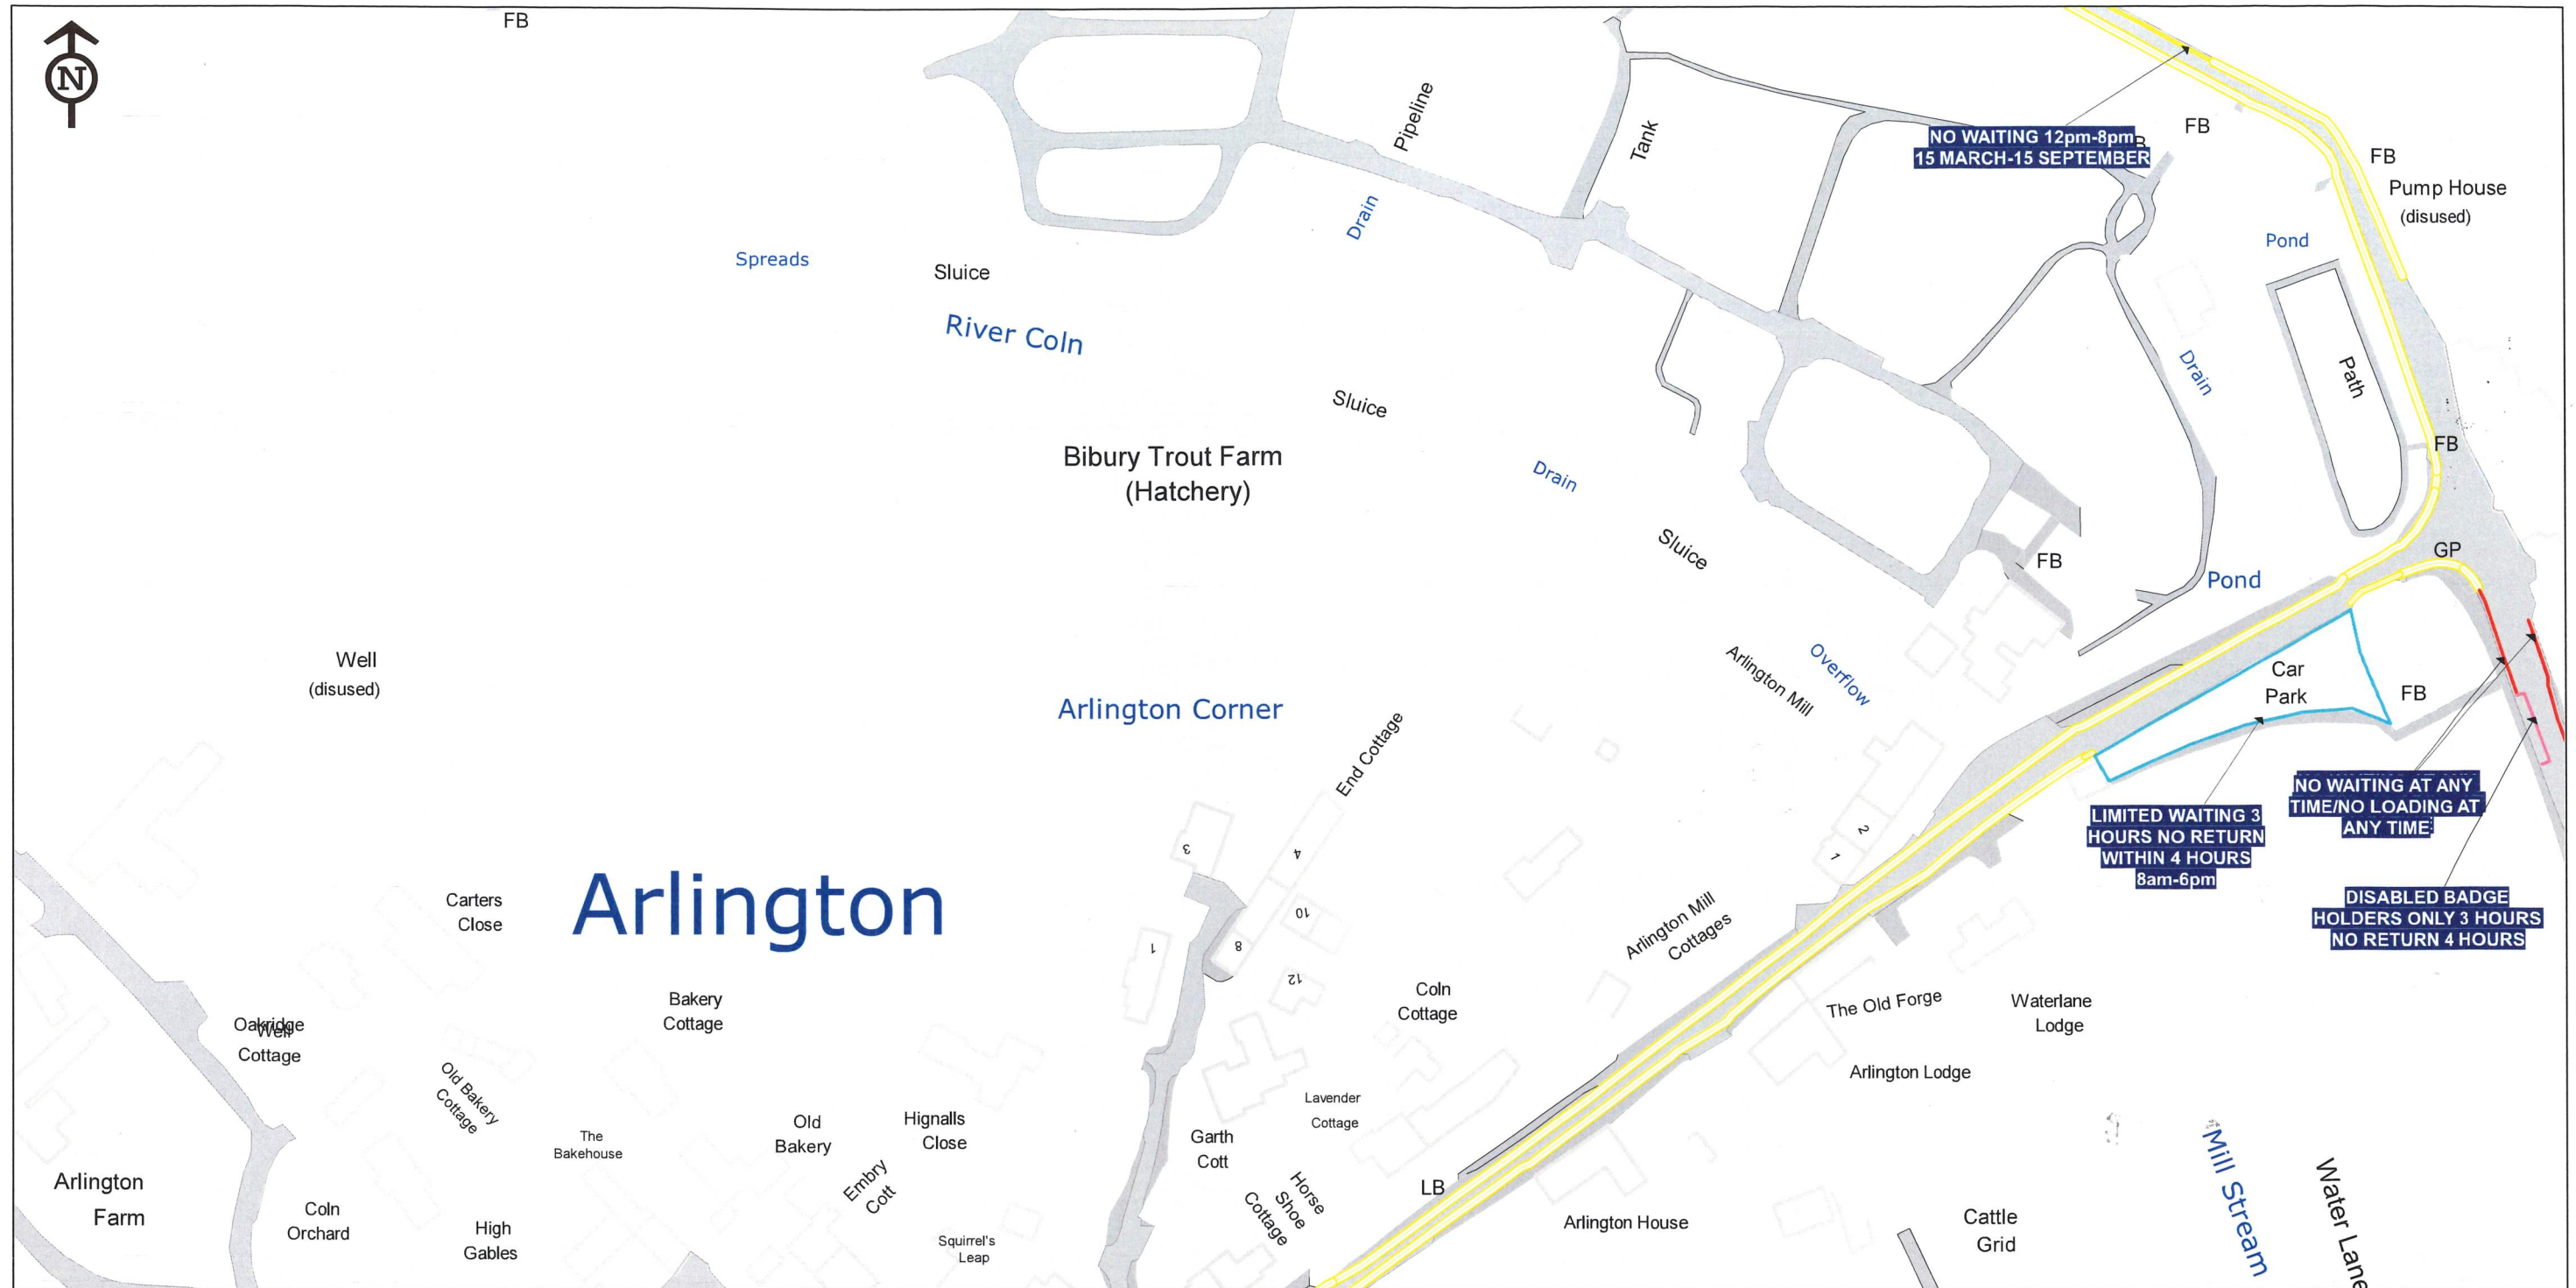 FB
N
Pipeline
Tank
NO WAITING 12pm-8pm
15 MARCH-15 SEPTEMBER
FB
FB
Pump House
(disused)
Drain
Pond
Spreads
Sluice
River Coln
Drain
Path
Sluice
Bibury Trout Farm
(Hatchery)
Drain
FB
Sluice
FB
GP
Pond
Well
(disused)
Arlington Mill
Overflow
Car
Park
FB
Arlington Corner
End Cottage
NO WAITING AT ANY
TIME/NO LOADING AT
ANY TIME
LIMITED WAITING 3
HOURS NO RETURN
WITHIN 4 HOURS
8am-6pm
2
1
3
4
DISABLED BADGE
HOLDERS ONLY 3 HOURS
NO RETURN 4 HOURS
Carters
Close
Arlington
10
1
8
12
Arlington Mill
Cottages
Coln
Cottage
The Old Forge
Waterlane
Lodge
Bakery
Cottage
Oakridge
Well
Cottage
Old Bakery
Cottage
Arlington Lodge
Lavender
Cottage
The
Bakehouse
Old
Bakery
Hignalls
Close
Garth
Cott
Embry
Cott
Horse
Shoe
Cottage
LB
Arlington House
Arlington
Farm
Coln
Orchard
High
Gables
Squirrel's
Leap
Cattle
Grid
Mill Stream
Water Lane